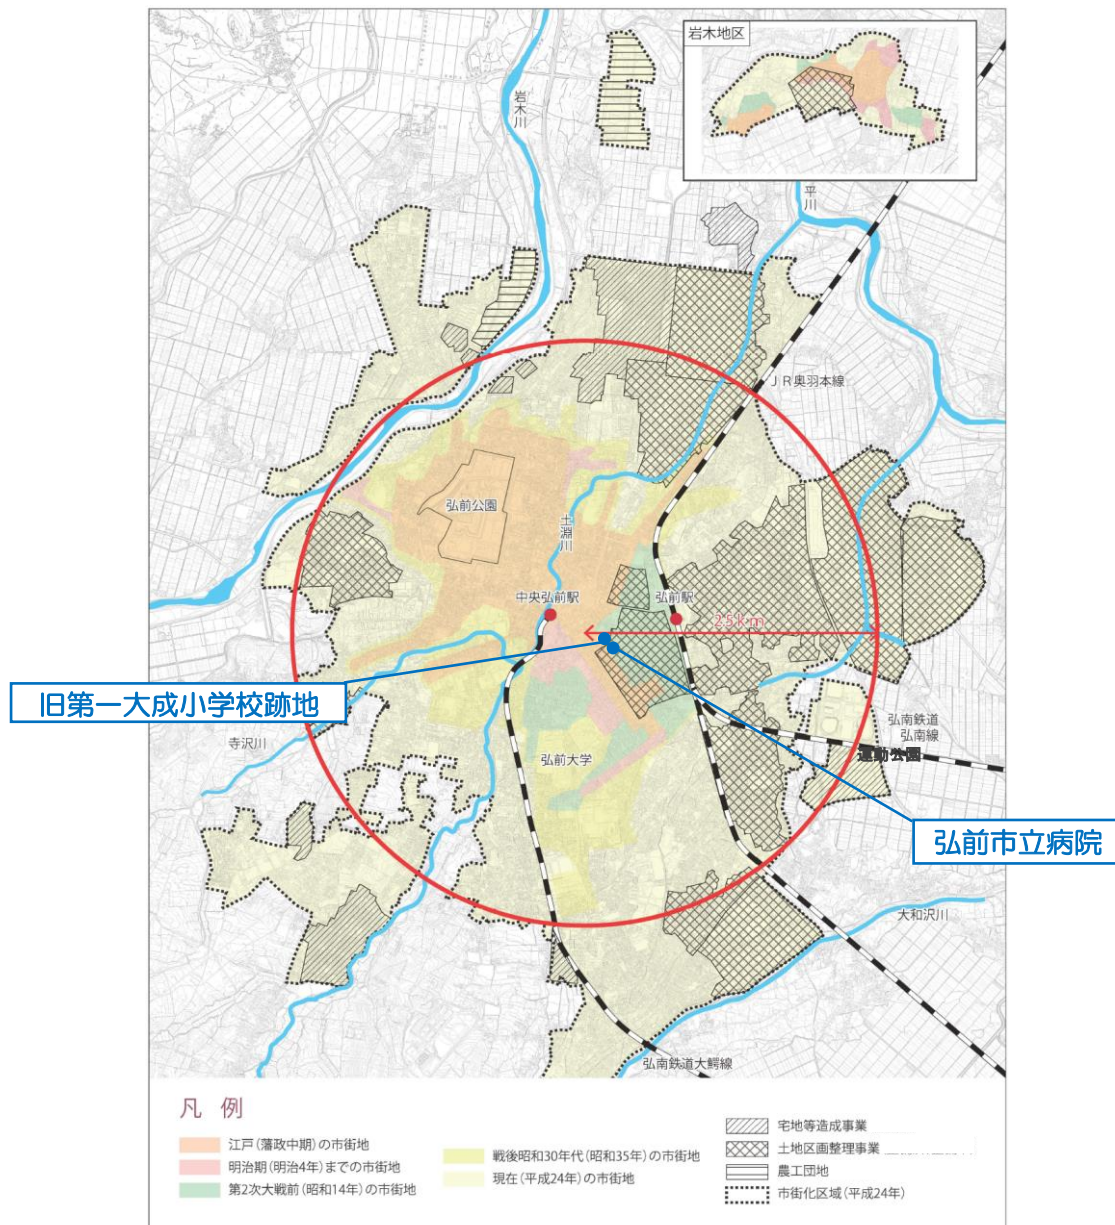 岩木地区
岩木川
平川
JR奥羽本線
弘前公園
土淵川
中央弘前駅
弘前駅
2.5km
旧第一大成小学校跡地
寺沢川
弘前大学
弘南鉄道
弘南線
運動公園
弘前市立病院
大和沢川
弘南鉄道大鰐線
凡 例
江戸(藩政中期)の市街地
明治期(明治4年)までの市街地
第2次大戦前(昭和14年)の市街地
戦後昭和30年代(昭和35年)の市街地
現在(平成24年)の市街地
宅地等造成事業
土地区画整理事業
農工団地
市街化区域(平成24年)